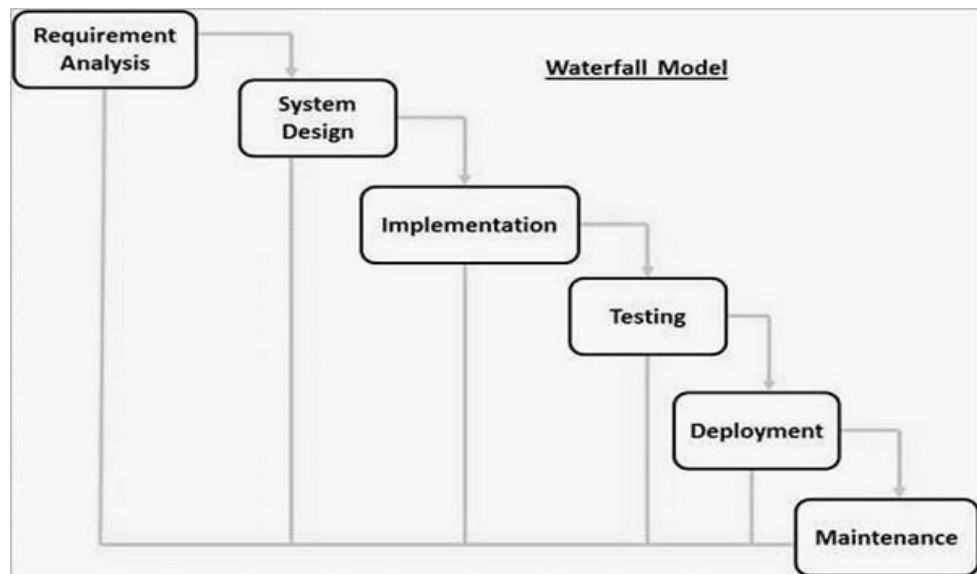 Requirement
Analysis
Waterfall Model
System
Design
Implementation
Testing
Deployment
Maintenance